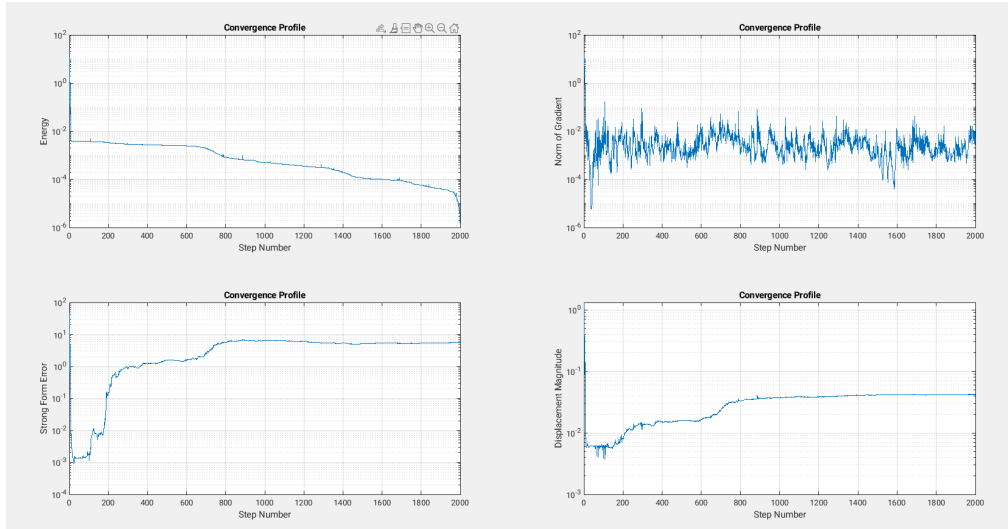 Convergence Profile
10^2
10^0
10^-2
10^-4
10^-6
Energy
0 200 400 600 800 1000 1200 1400 1600 1800 2000
Step Number
Convergence Profile
10^2
10^0
10^-2
10^-4
10^-6
Norm of Gradient
0 200 400 600 800 1000 1200 1400 1600 1800 2000
Step Number
Convergence Profile
10^2
10^1
10^0
10^-1
10^-2
10^-3
10^-4
Strong Form Error
0 200 400 600 800 1000 1200 1400 1600 1800 2000
Step Number
Convergence Profile
10^0
10^-1
10^-2
10^-3
Displacement Magnitude
0 200 400 600 800 1000 1200 1400 1600 1800 2000
Step Number